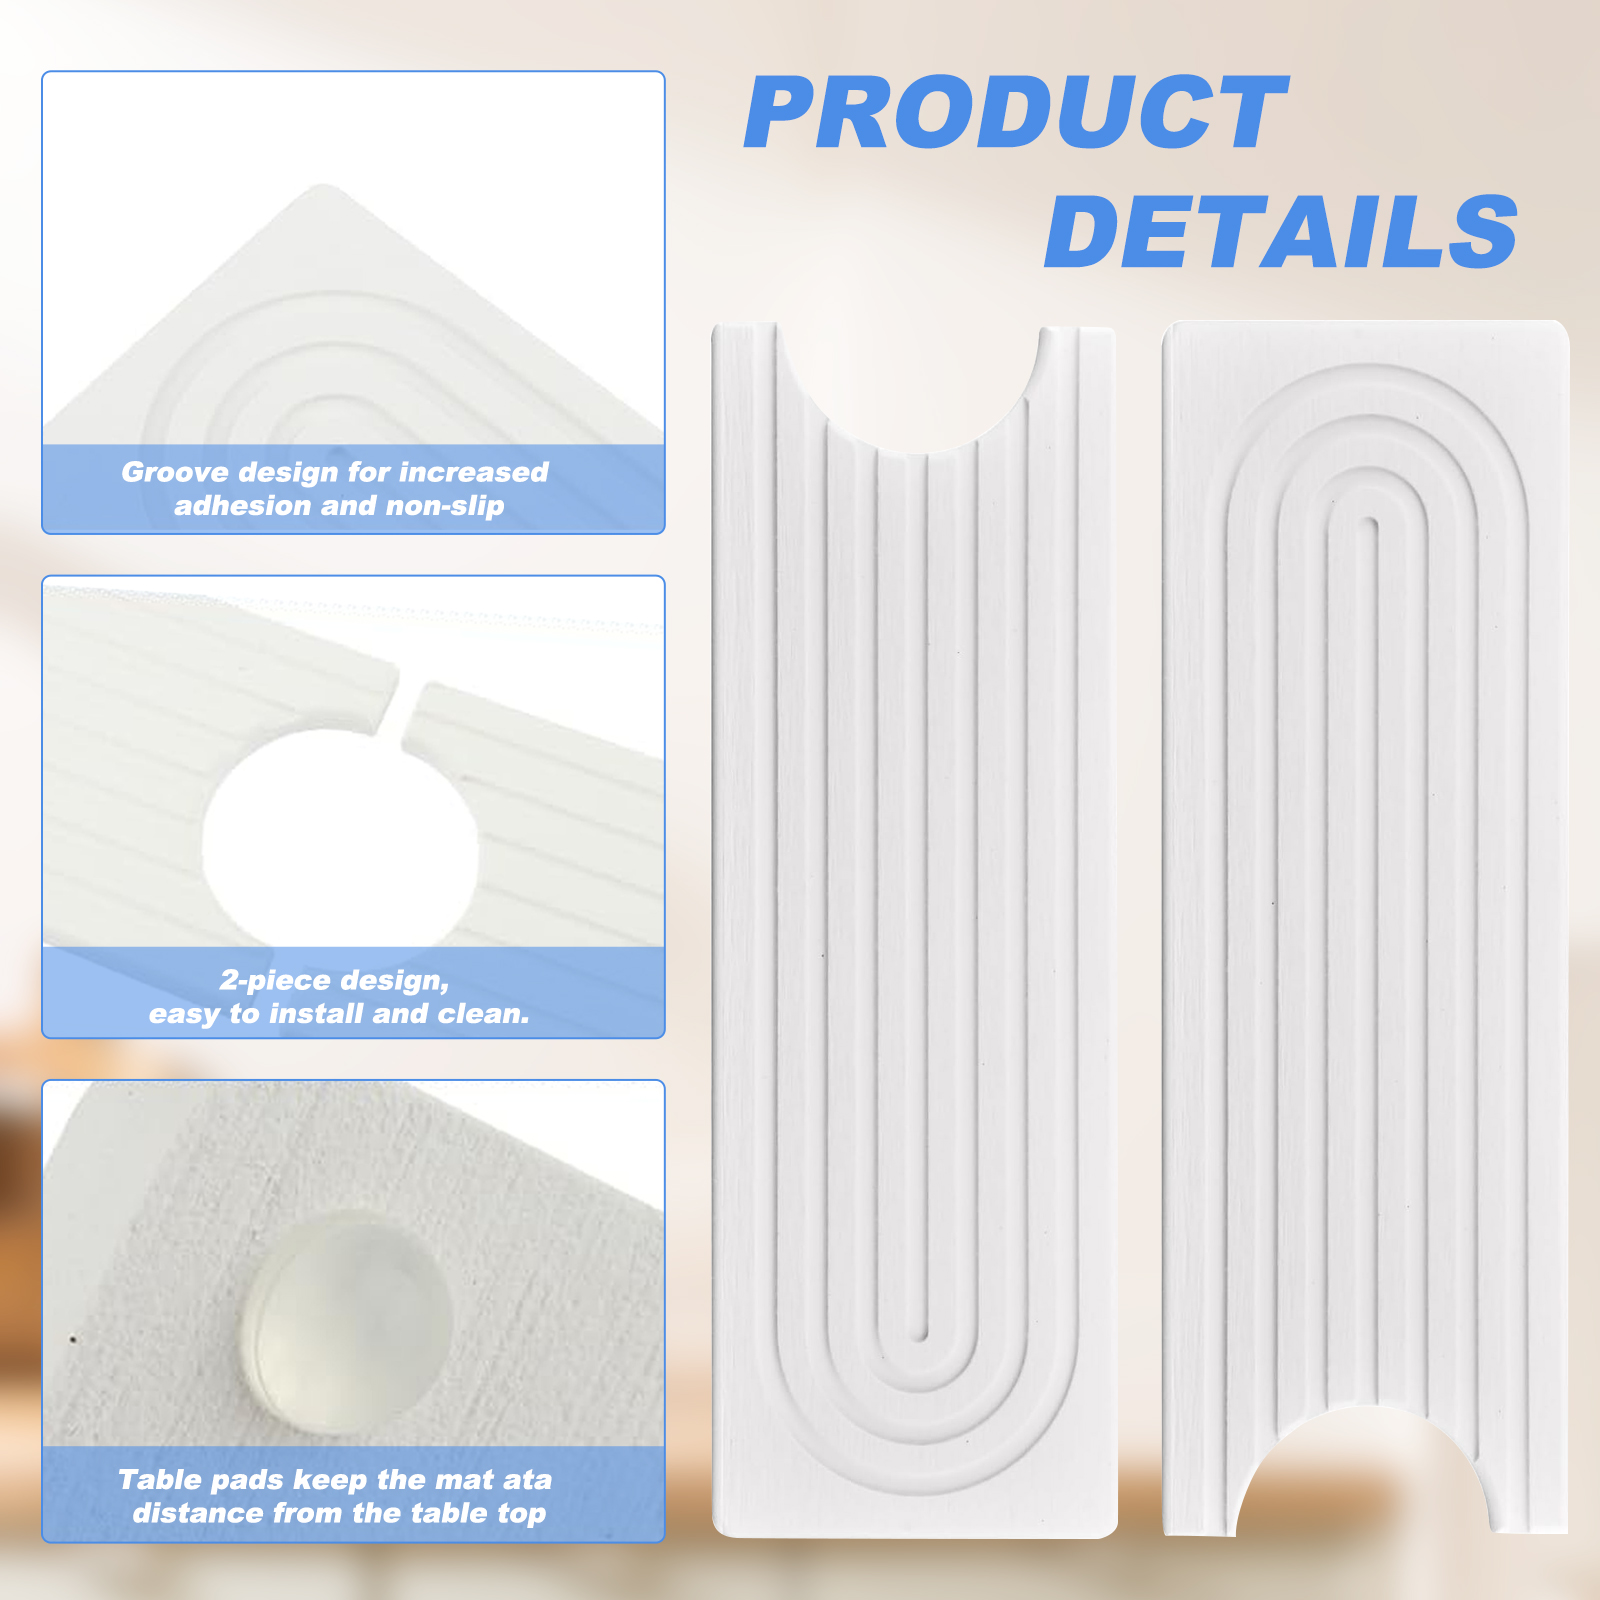 PRODUCT
DETAILS
Groove design for increased
adhesion and non-slip
2-piece design,
easy to install and clean.
Table pads keep the mat ata
distance from the table top